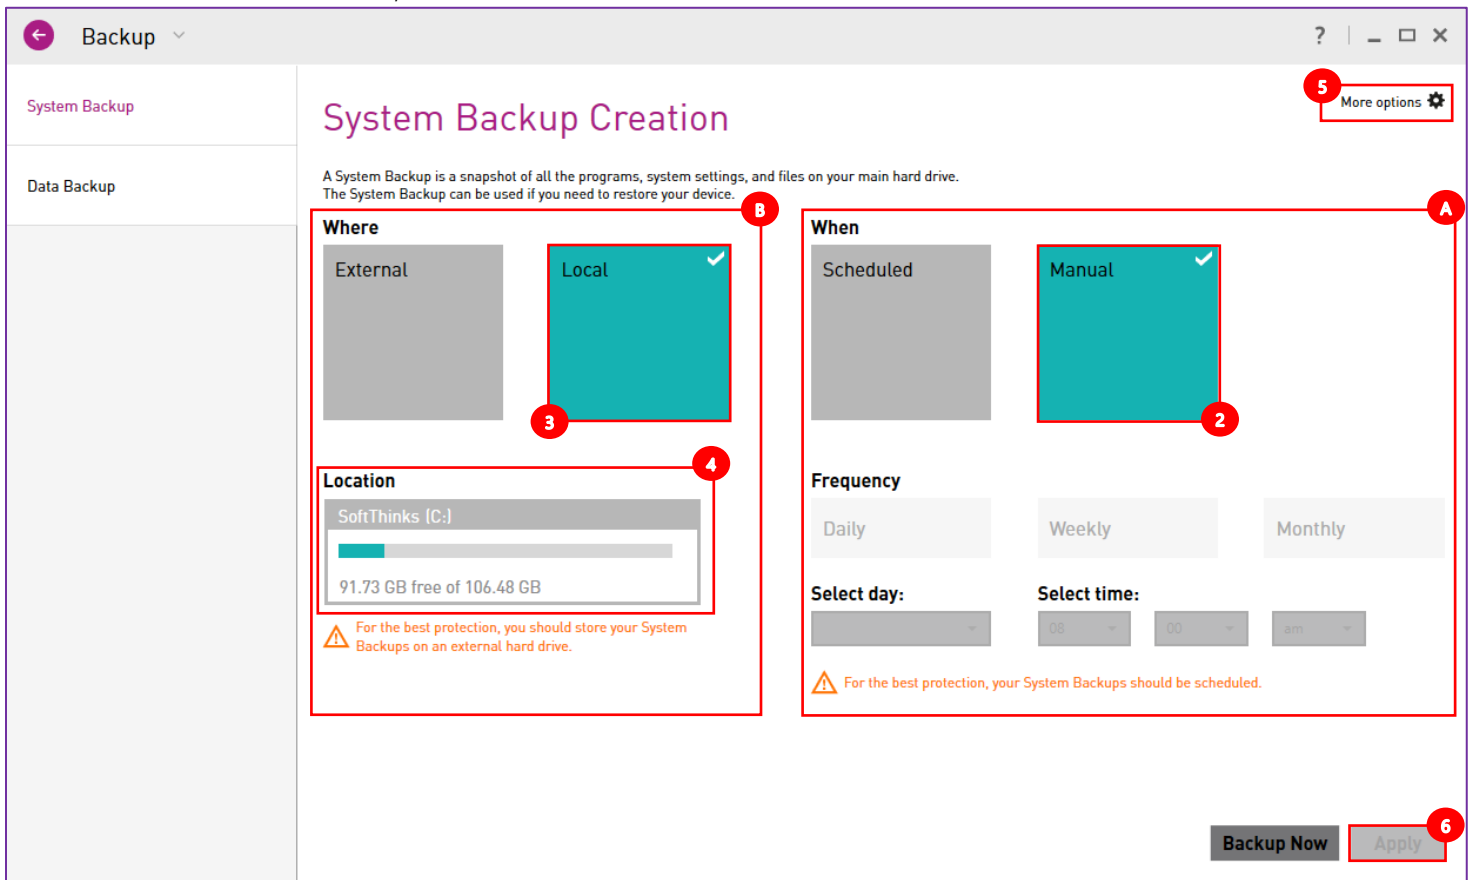 Backup
?
System Backup
Data Backup
System Backup Creation
5
More options
A System Backup is a snapshot of all the programs, system settings, and files on your main hard drive.
The System Backup can be used if you need to restore your device.
B
Where
External
Local
3
4
Location
SoftThinks (C:)
91.73 GB free of 106.48 GB
For the best protection, you should store your System
Backups on an external hard drive.
A
When
Scheduled
Manual
2
Frequency
Daily
Weekly
Monthly
Select day:
Select time:
08
00
am
For the best protection, your System Backups should be scheduled.
Backup Now
Apply
6